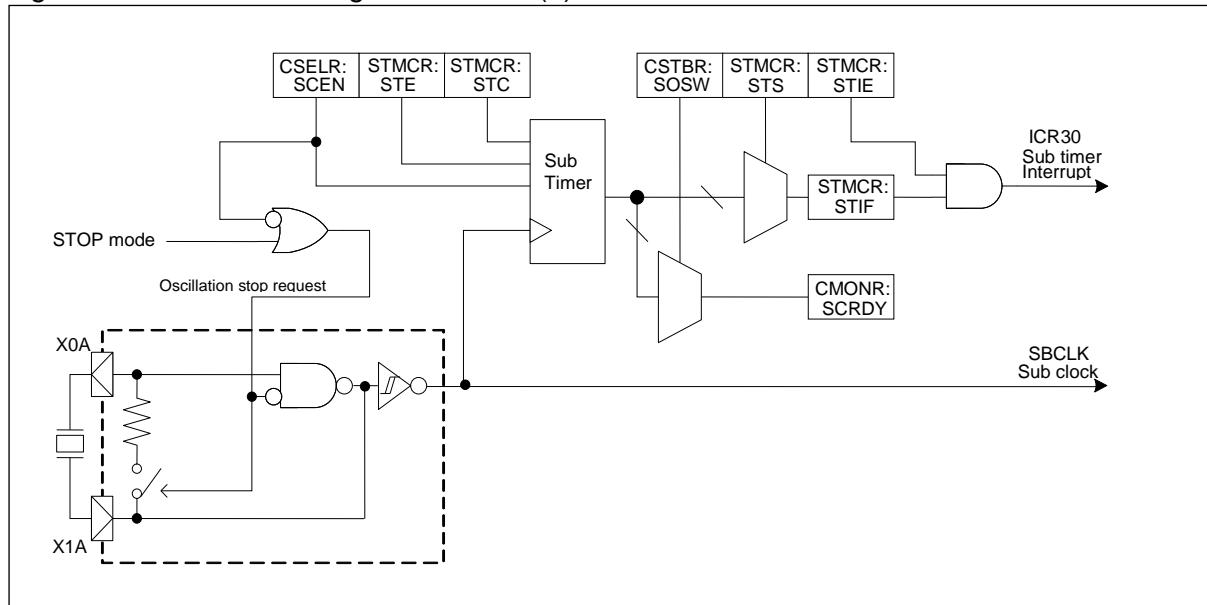 CSELR:
SCEN
STMCR:
STE
STMCR:
STC
CSTBR:
SOSW
STMCR:
STS
STMCR:
STIE
Sub
Timer
ICR30
Sub timer
Interrupt
STMCR:
STIF
STOP mode
Oscillation stop request
CMONR:
SCRDY
X0A
SBCLK
Sub clock
X1A